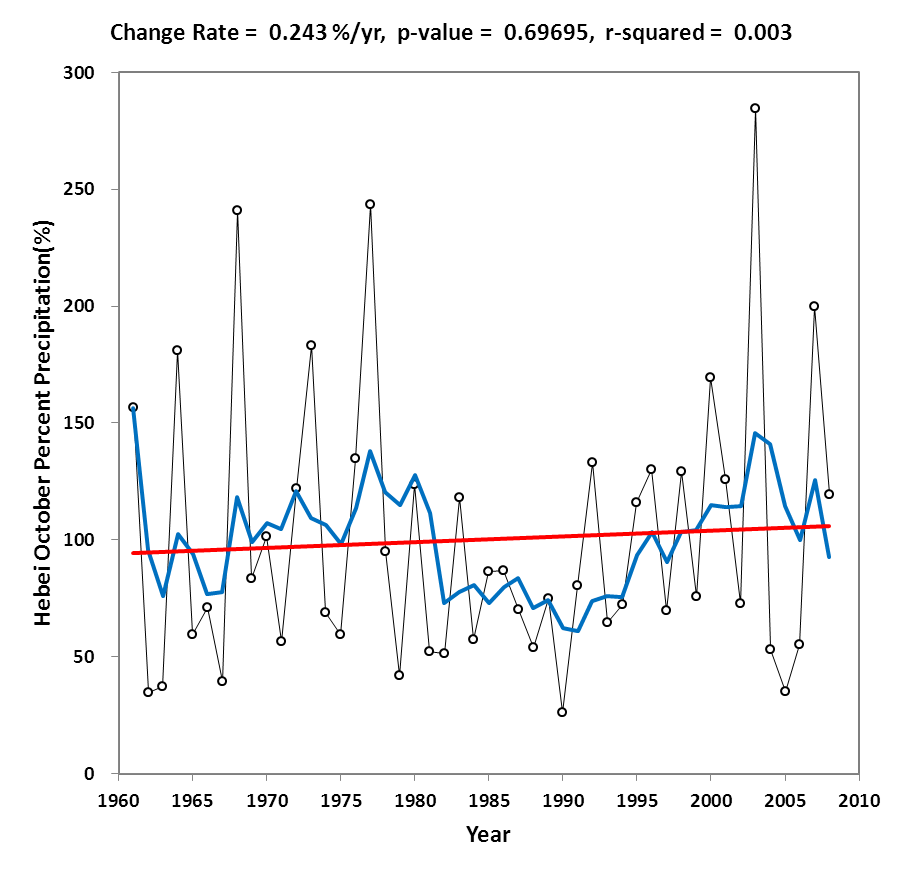 Change Rate = 0.243 %/yr, p-value = 0.69695, r-squared = 0.003
300
250
200
150
100
50
0
Hebei October Percent Precipitation(%)
1960 1965 1970 1975 1980 1985 1990 1995 2000 2005 2010
Year